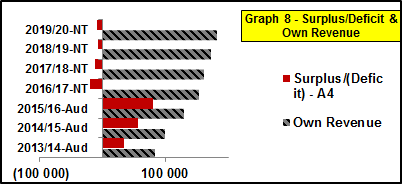 Graph 8 - Surplus/Deficit &
Own Revenue
2019/20-NT
2018/19-NT
2017/18-NT
2016/17-NT
2015/16-Aud
2014/15-Aud
2013/14-Aud
(100 000)
100 000
Surplus/(Defic
it) - A4
Own Revenue